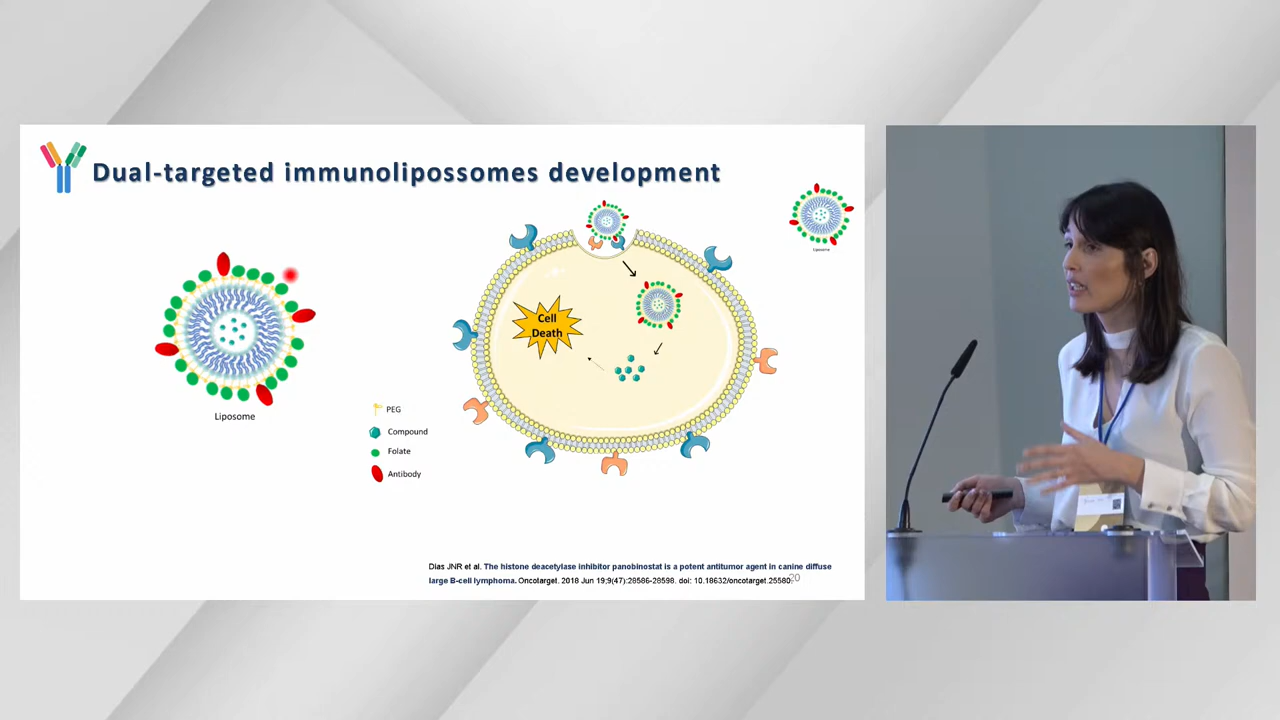 Dual-targeted immunolipossomes development
Liposome
Liposome
Cell
Death
PEG
Compound
Folate
Antibody
Dias JNR et al. The histone deacetylase inhibitor panobinostat is a potent antitumor agent in canine diffuse
large B-cell lymphoma. Oncotarget. 2018 Jun 19;9(47):28586-28598. doi: 10.18632/oncotarget.25580.
20